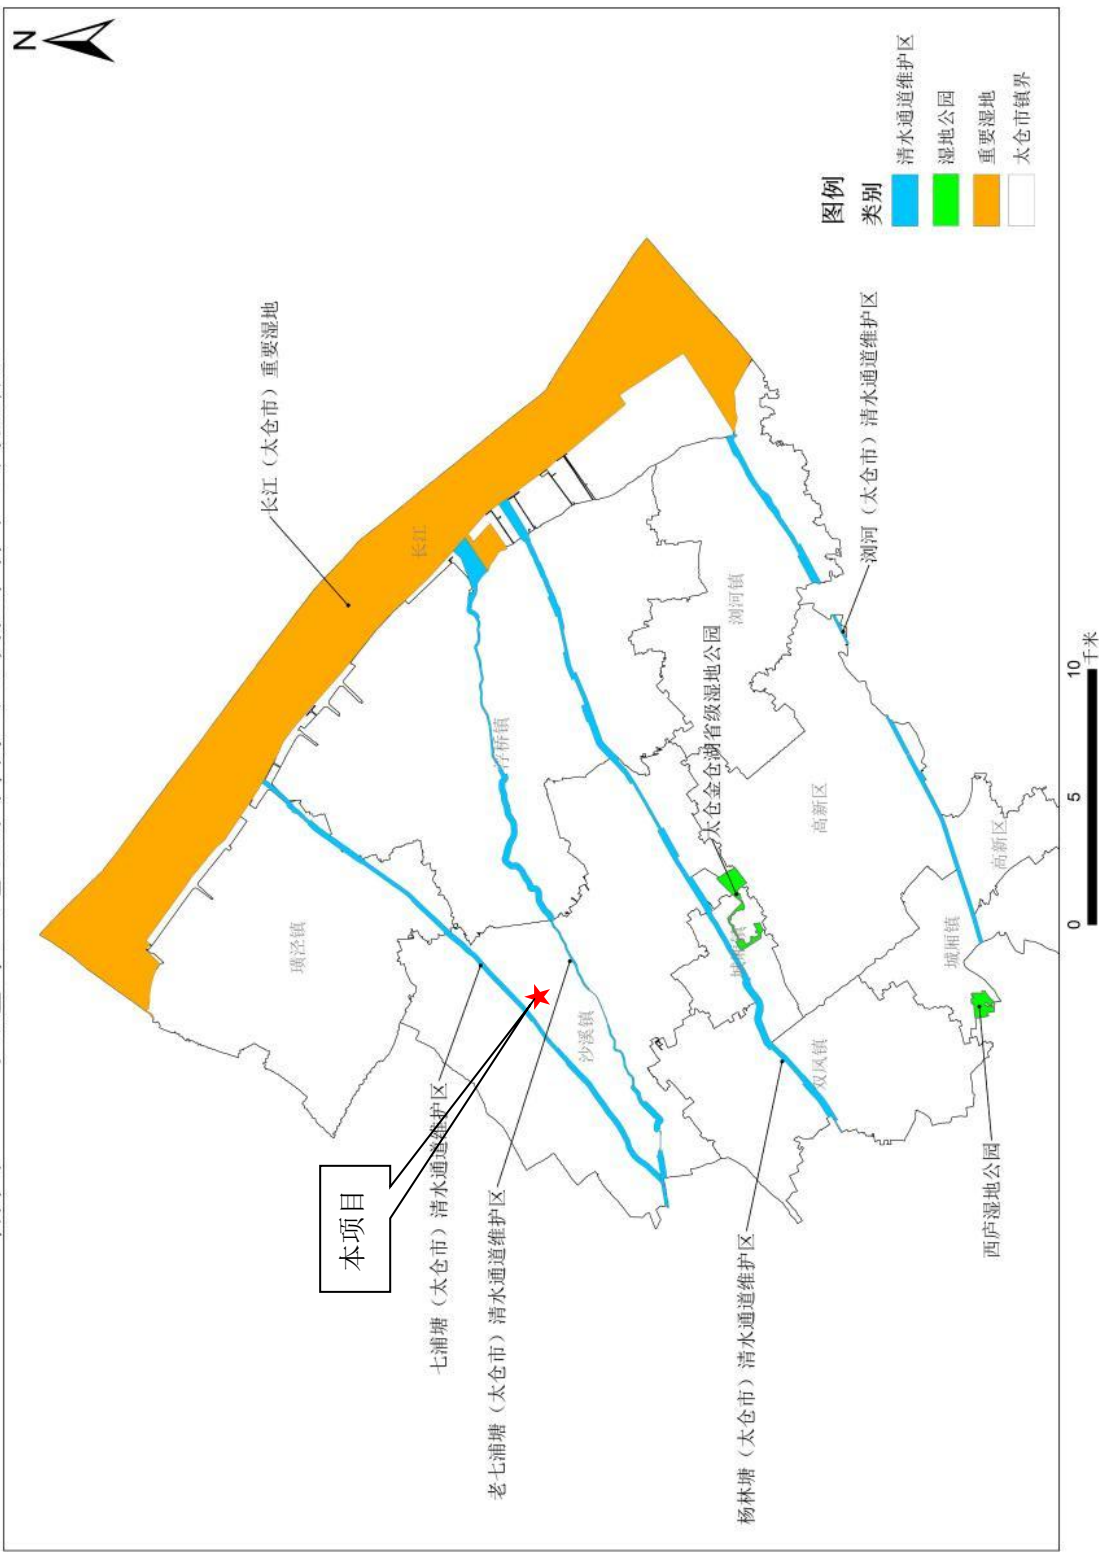 N
长江（太仓市）重要湿地
长江
璜泾镇
浮桥镇
浏河镇
七浦塘（太仓市）清水通道维护区
本项目
沙溪镇
老七浦塘（太仓市）清水通道维护区
太仓金仓湖省级湿地公园
城厢镇
高新区
浏河（太仓市）清水通道维护区
双凤镇
杨林塘（太仓市）清水通道维护区
城厢镇
高新区
西庐湿地公园
图例
类别
清水通道维护区
湿地公园
重要湿地
太仓市镇界
0 5 10
千米